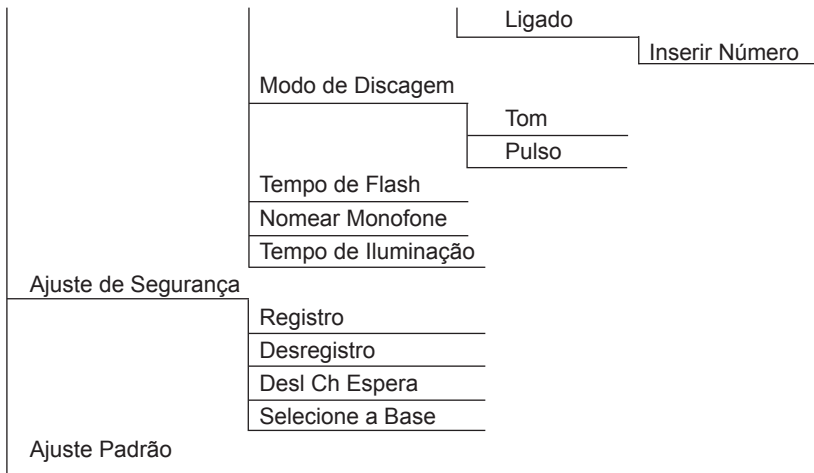 Ligado
Inserir Número
Modo de Discagem
Tom
Pulso
Tempo de Flash
Nomear Monofone
Tempo de Iluminação
Ajuste de Segurança
Registro
Desregistro
Desl Ch Espera
Selecione a Base
Ajuste Padrão